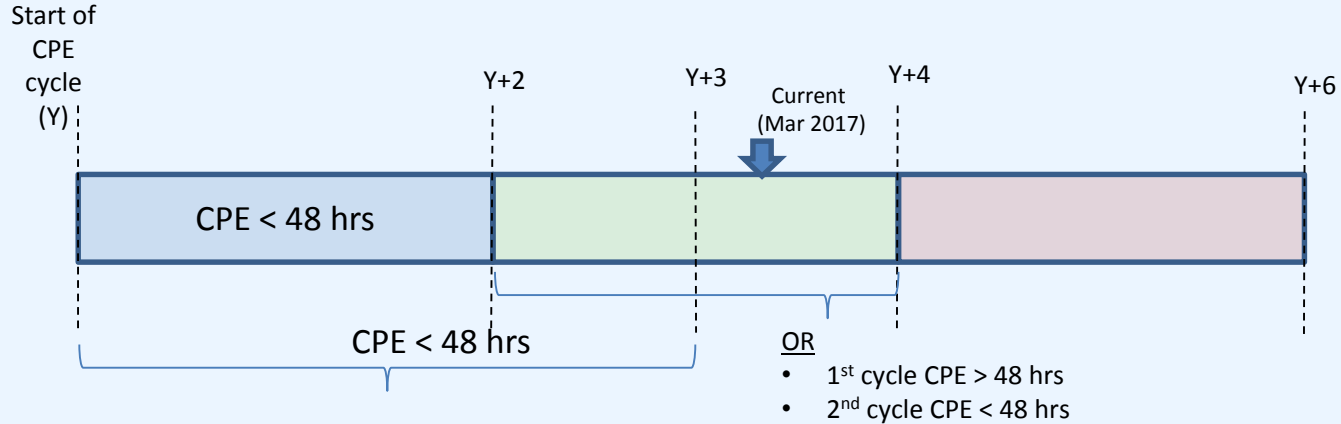 Start of
CPE
cycle
(Y)
Y+2
Y+3
Current
(Mar 2017)
Y+4
Y+6
CPE < 48 hrs
CPE < 48 hrs
OR
• 1st cycle CPE > 48 hrs
• 2nd cycle CPE < 48 hrs